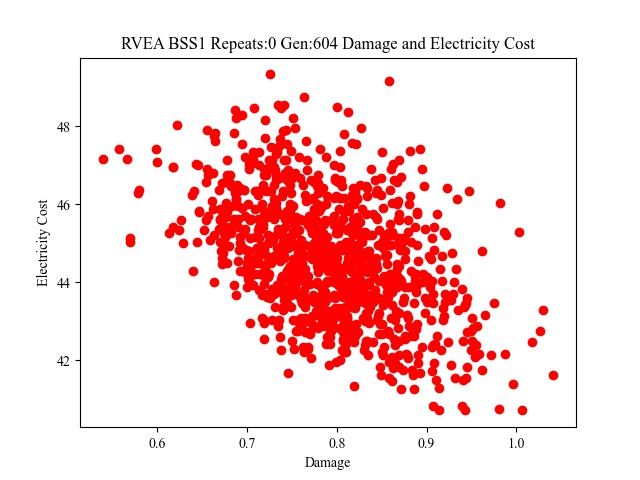 RVEA BSS1 Repeats:0 Gen:604 Damage and Electricity Cost
48
46
44
42
Electricity Cost
0.6 0.7 0.8 0.9 1.0
Damage